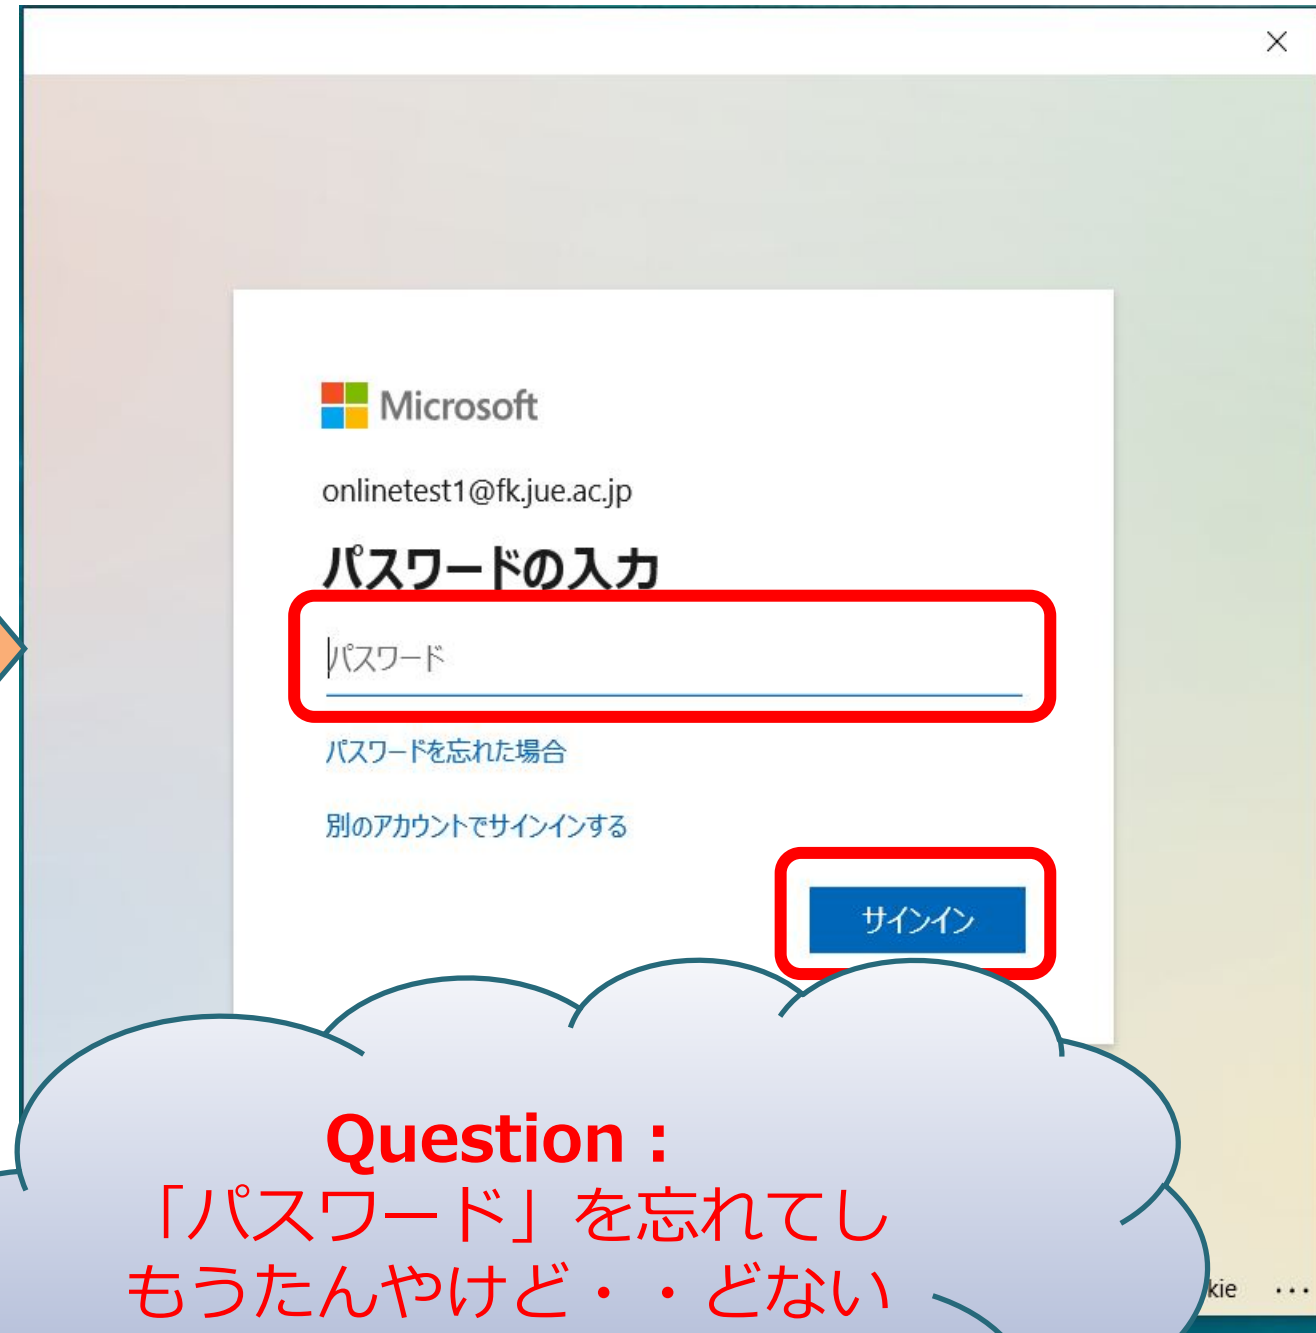 Microsoft
onlinetest1@fk.jue.ac.jp
パスワードの入力
パスワード
パスワードを忘れた場合
別のアカウントでサインインする
サインイン
Question：
「パスワード」を忘れてし
もうたんやけど・・どない
kie ...